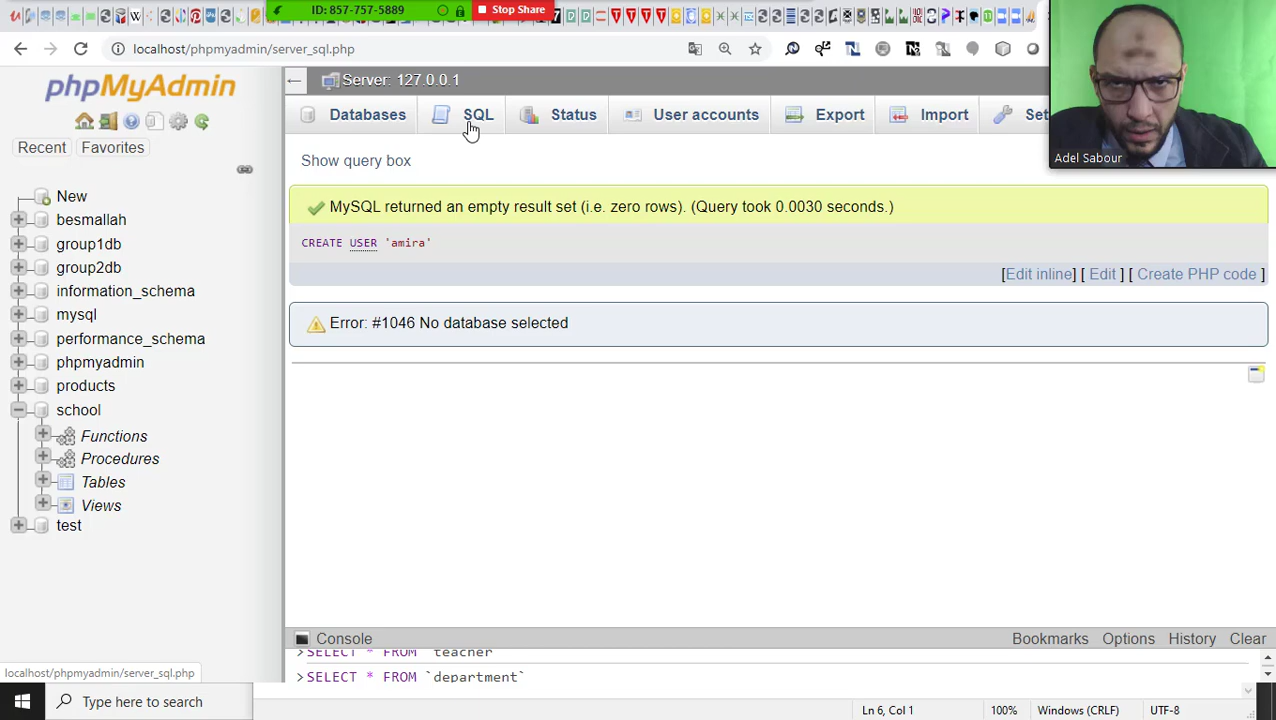 ID: 857-757-5889
Stop Share
localhost/phpmyadmin/server_sql.php
phpMyAdmin
Recent
Favorites
New
besmallah
group1db
group2db
information_schema
mysql
performance_schema
phpmyadmin
products
school
Functions
Procedures
Tables
Views
test
Server: 127.0.0.1
Databases
SQL
Status
User accounts
Export
Import
Set
Show query box
MySQL returned an empty result set (i.e. zero rows). (Query took 0.0030 seconds.)
CREATE USER 'amira'
[Edit inline] [ Edit ] [ Create PHP code ]
Error: #1046 No database selected
Adel Sabour
Console
Bookmarks
Options
History
Clear
>SELECT * FROM `teacher`
>SELECT * FROM `department`
localhost/phpmyadmin/server_sql.php
Type here to search
Ln 6, Col 1
100%
Windows (CRLF)
UTF-8